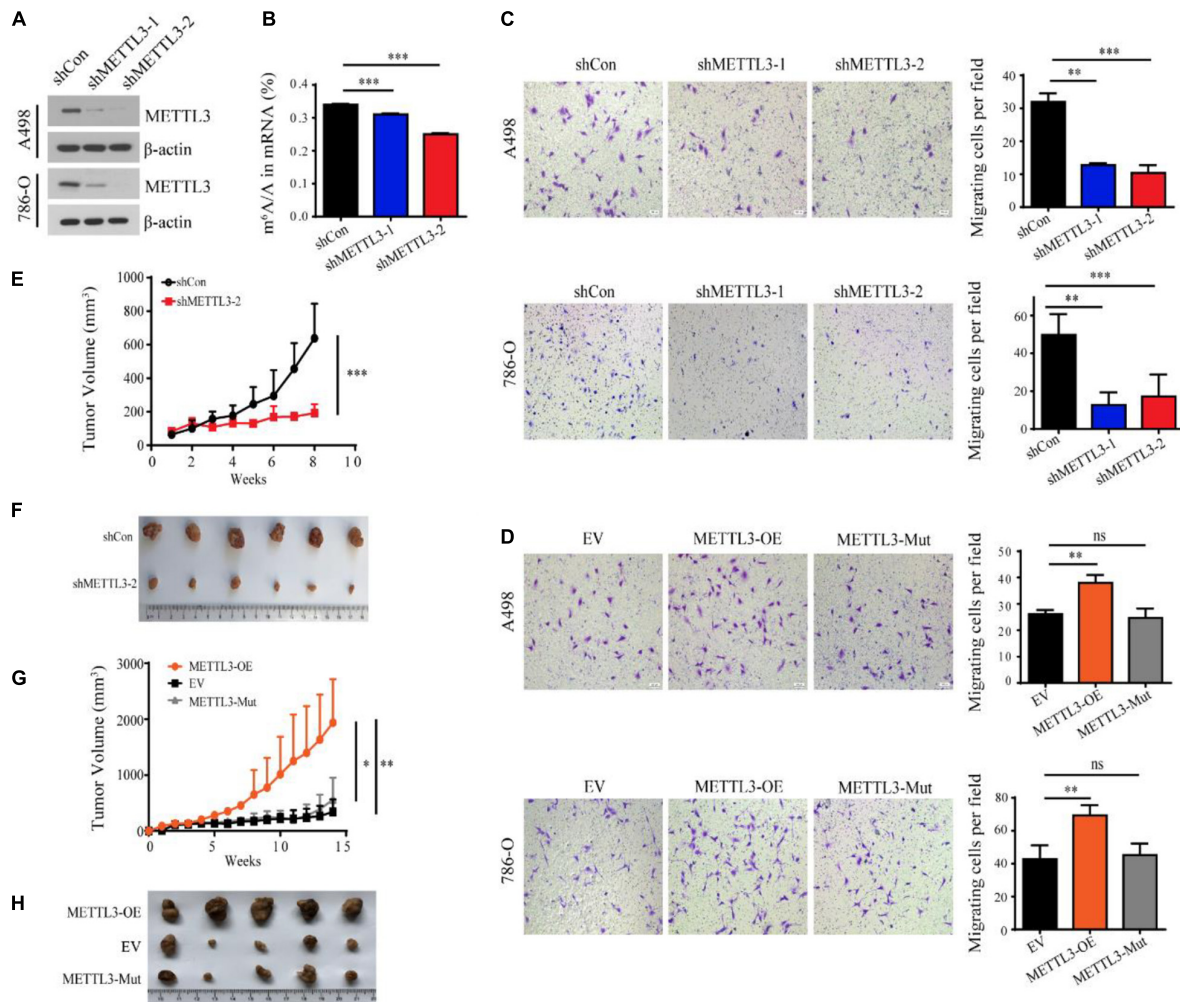 A
shCon
shMETTL3-1
shMETTL3-2
A498
METTL3
β-actin
786-O
METTL3
β-actin
B
m⁶A/A in mRNA (%)
0.4
0.3
0.2
0.1
0.0
***
***
shCon
shMETTL3-1
shMETTL3-2
C
shCon shMETTL3-1 shMETTL3-2
A498
Migrating cells per field
40
30
20
10
0
**
***
shCon
shMETTL3-1
shMETTL3-2
shCon shMETTL3-1 shMETTL3-2
786-O
Migrating cells per field
60
40
20
0
**
***
shCon
shMETTL3-1
shMETTL3-2
E
Tumor Volume (mm³)
1000
800
600
400
200
0
shCon
shMETTL3-2
***
0 2 4 6 8 10
Weeks
F
shCon
shMETTL3-2
D
EV METTL3-OE METTL3-Mut
A498
Migrating cells per field
50
40
30
20
10
0
ns
**
EV
METTL3-OE
METTL3-Mut
EV METTL3-OE METTL3-Mut
786-O
Migrating cells per field
80
60
40
20
0
ns
**
EV
METTL3-OE
METTL3-Mut
G
Tumor Volume (mm³)
3000
2000
1000
0
METTL3-OE
EV
METTL3-Mut
* **
0 5 10 15
Weeks
H
METTL3-OE
EV
METTL3-Mut